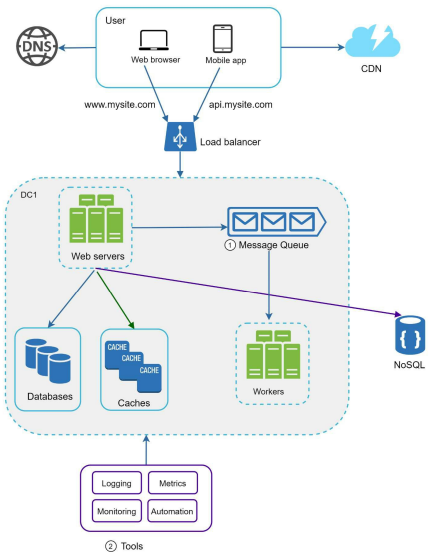 User
DNS
Web browser
Mobile app
CDN
www.mysite.com
api.mysite.com
Load balancer
DC1
Web servers
1 Message Queue
CACHE
CACHE
CACHE
{ }
NoSQL
Databases
Caches
Workers
Logging
Metrics
Monitoring
Automation
2 Tools